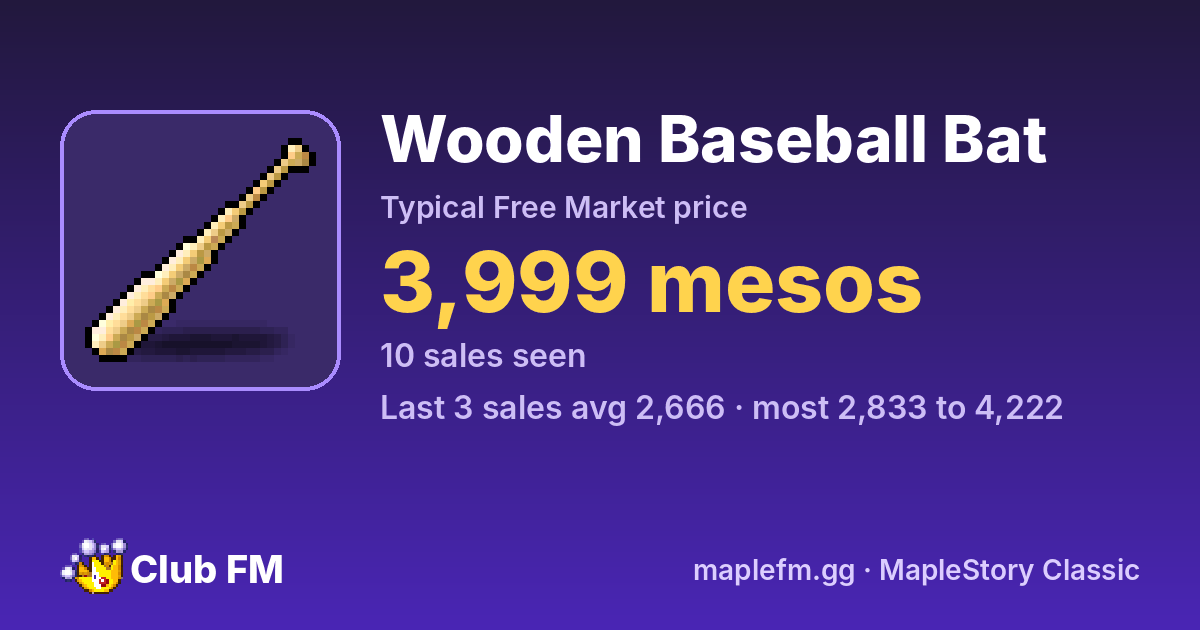 Wooden Baseball Bat
Typical Free Market price
3,999 mesos
10 sales seen
Last 3 sales avg 2,666 · most 2,833 to 4,222
Club FM
maplefm.gg · MapleStory Classic